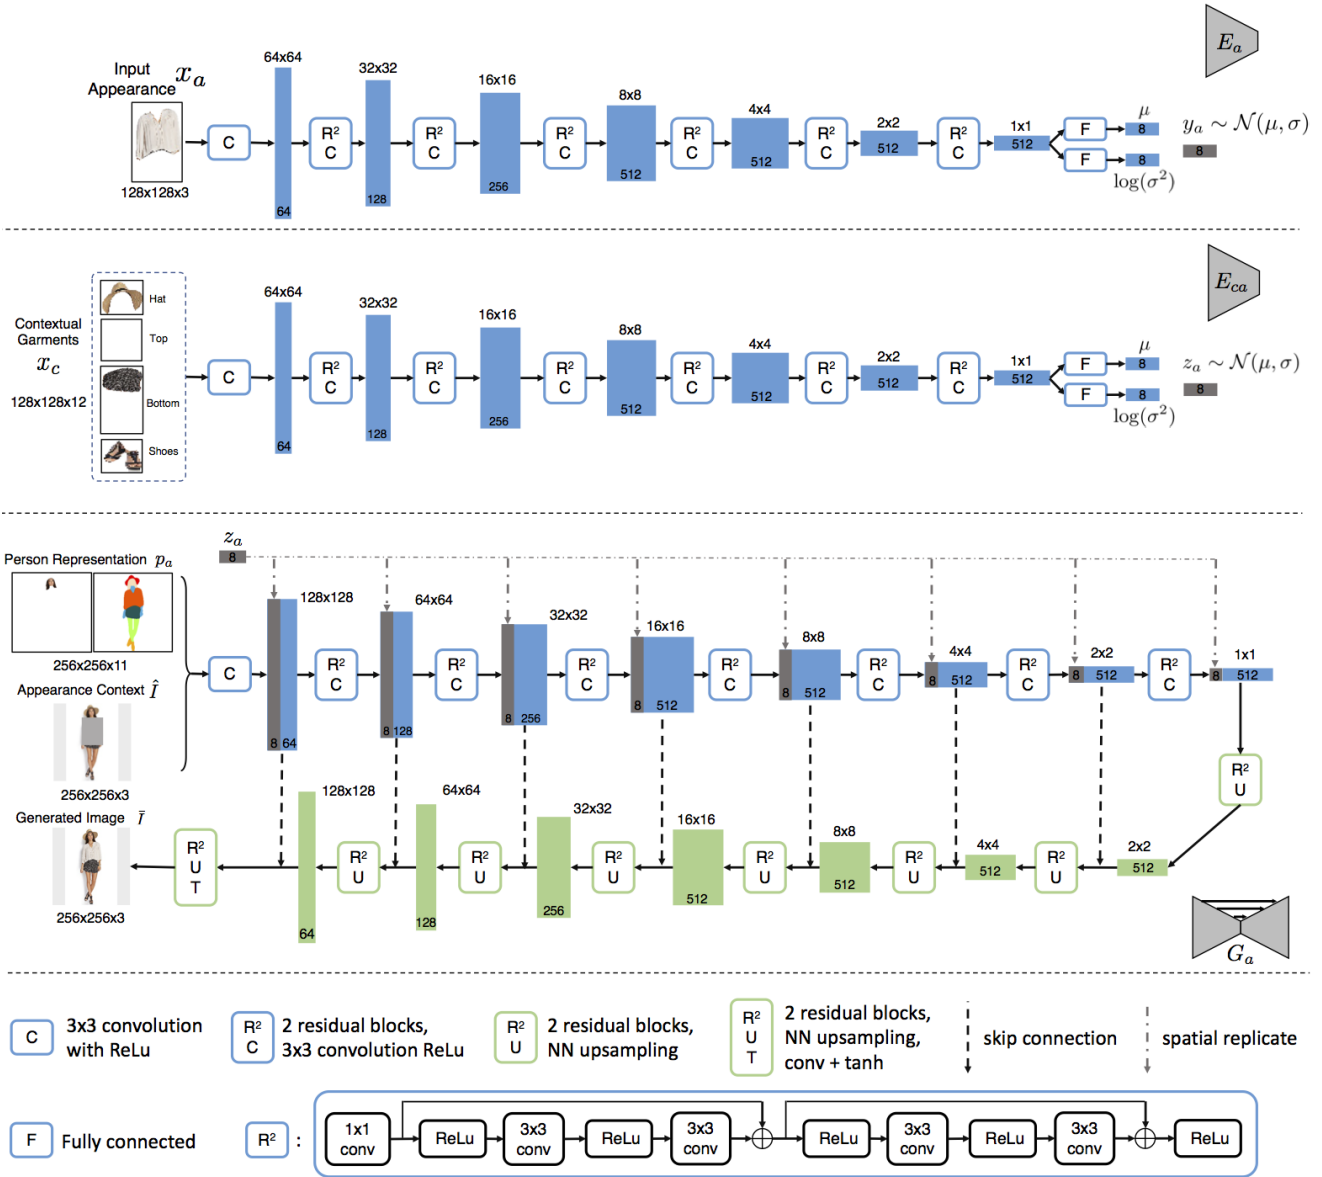 Input
Appearance x_a
128x128x3
C
64x64
64
R²
C
32x32
128
R²
C
16x16
256
R²
C
8x8
512
R²
C
4x4
512
R²
C
2x2
512
R²
C
1x1
512
F
F
μ
8
8
log(σ²)
y_a ∼ N(μ, σ)
8
E_a
Contextual
Garments
x_c
128x128x12
Hat
Top
Bottom
Shoes
C
64x64
64
R²
C
32x32
128
R²
C
16x16
256
R²
C
8x8
512
R²
C
4x4
512
R²
C
2x2
512
R²
C
1x1
512
F
F
μ
8
8
log(σ²)
z_a ∼ N(μ, σ)
8
E_ca
z_a
8
Person Representation p_a
256x256x11
Appearance Context Î
256x256x3
C
128x128
8 64
R²
C
64x64
8 128
R²
C
32x32
8 256
R²
C
16x16
8 512
R²
C
8x8
8 512
R²
C
4x4
8 512
R²
C
2x2
8 512
R²
C
1x1
8 512
R²
U
2x2
512
R²
U
4x4
512
R²
U
8x8
512
R²
U
16x16
512
R²
U
32x32
256
R²
U
64x64
128
R²
U
128x128
64
R²
U
T
Generated Image Ī
256x256x3
G_a
C
3x3 convolution
with ReLu
R²
C
2 residual blocks,
3x3 convolution ReLu
R²
U
2 residual blocks,
NN upsampling
R²
U
T
2 residual blocks,
NN upsampling,
conv + tanh
skip connection
spatial replicate
F
Fully connected
R² :
1x1
conv
ReLu
3x3
conv
ReLu
3x3
conv
ReLu
3x3
conv
ReLu
3x3
conv
ReLu